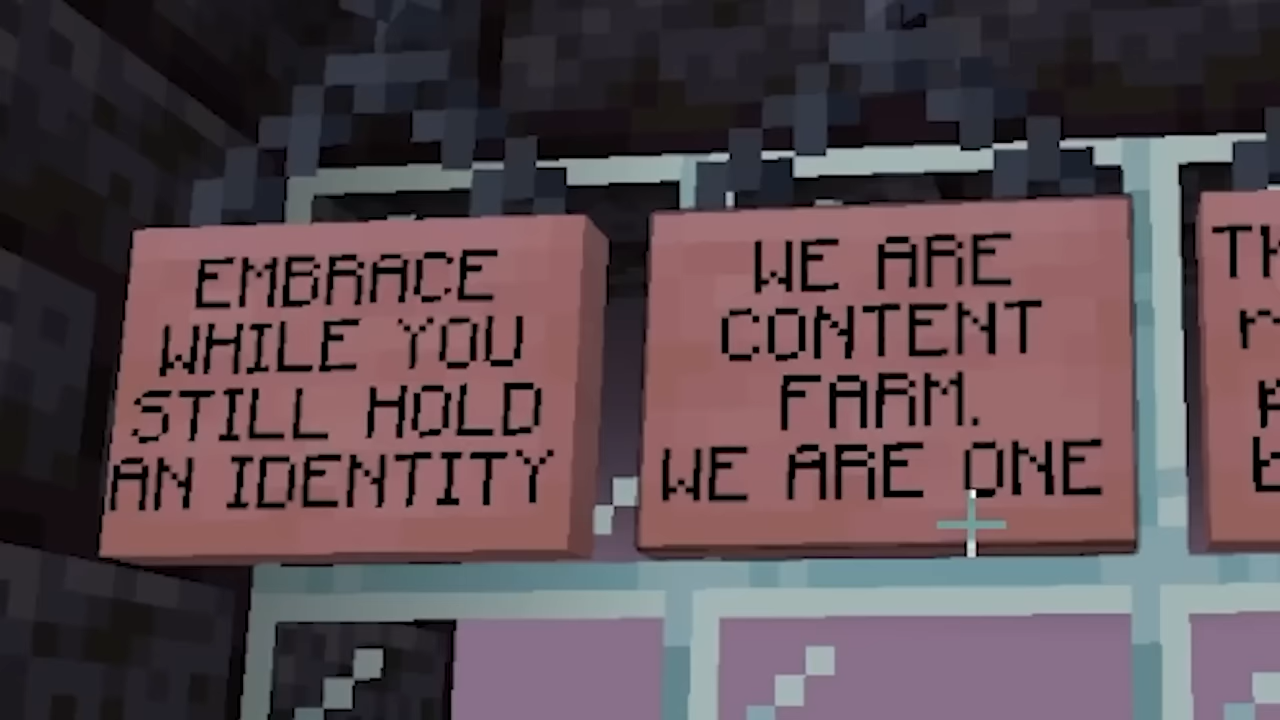 EMBRACE
WHILE YOU
STILL HOLD
AN IDENTITY
WE ARE
CONTENT
FARM.
WE ARE ONE